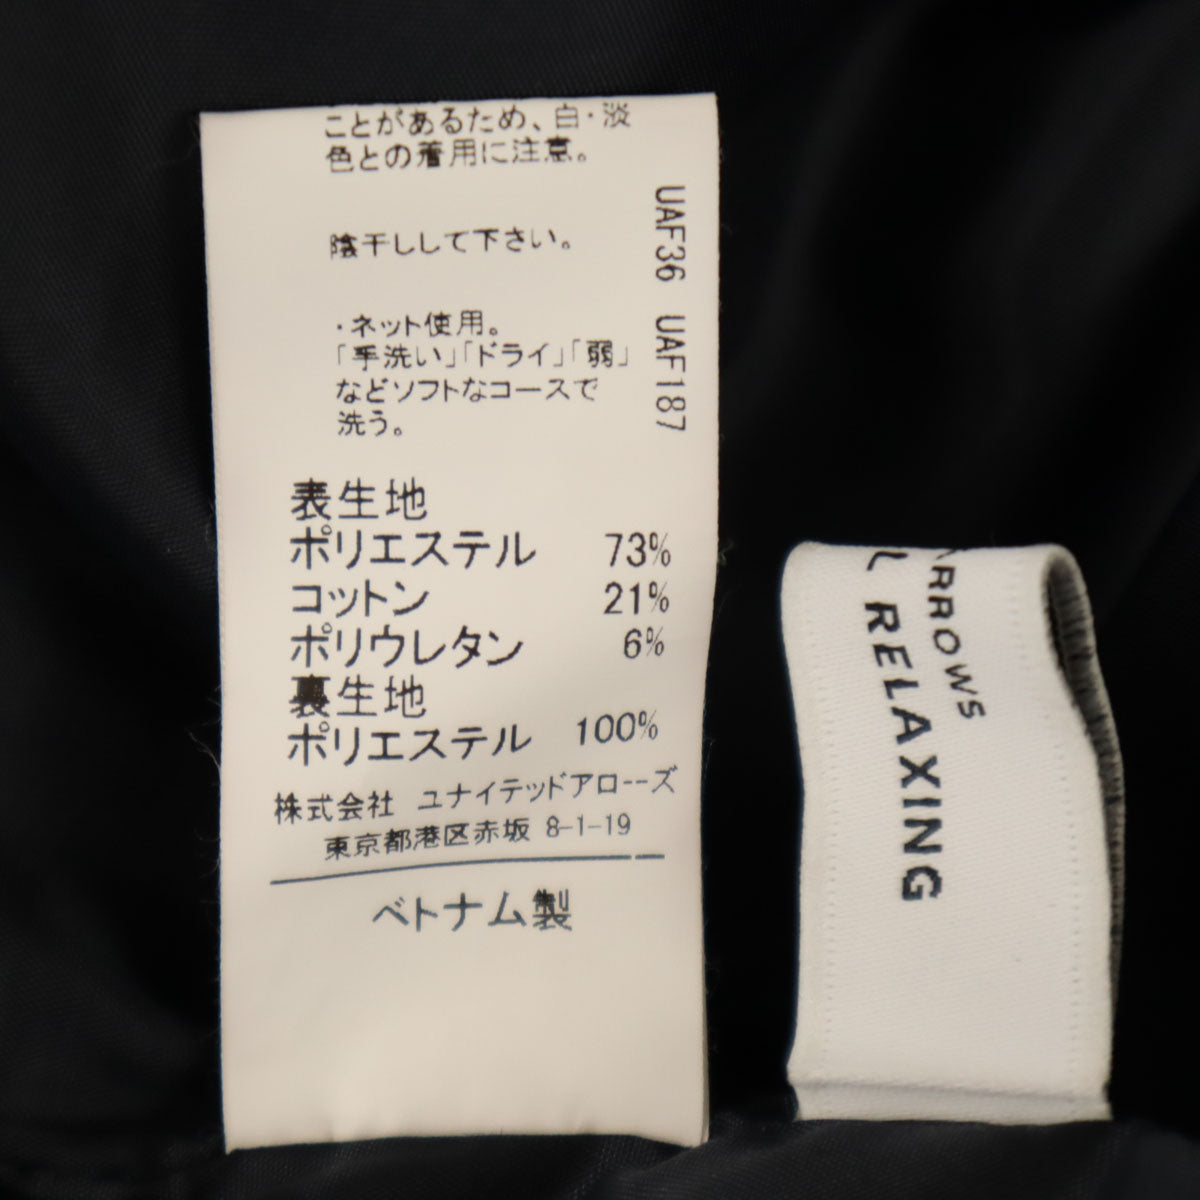 ことがあるため、白・淡
色との着用に注意。
陰干しして下さい。
・ネット使用。
「手洗い」「ドライ」「弱」
などソフトなコースで
洗う。
UAF36 UAF187
表生地
ポリエステル 73%
コットン 21%
ポリウレタン 6%
裏生地
ポリエステル 100%
株式会社 ユナイテッドアローズ
東京都港区赤坂 8-1-19
ベトナム製
ARROWS
L RELAXING